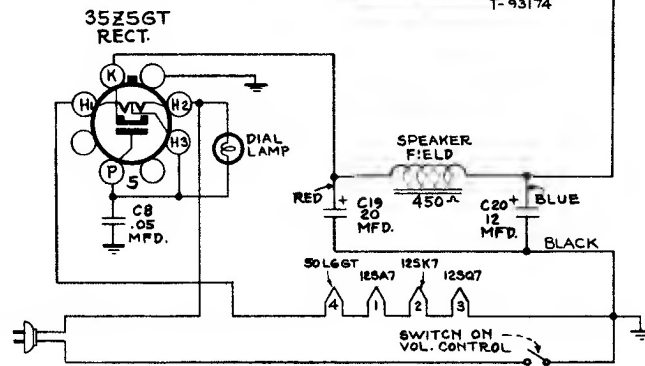 T-93174
35Z5GT
RECT.
K
H1
H2
H3
P
5
DIAL
LAMP
C8
.05
MFD.
SPEAKER
FIELD
450Ω
RED
+
C19
20
MFD.
C20
+
12
MFD.
BLUE
BLACK
50L6GT
12SA7
12SK7
12SQ7
4
1
2
3
SWITCH ON
VOL. CONTROL